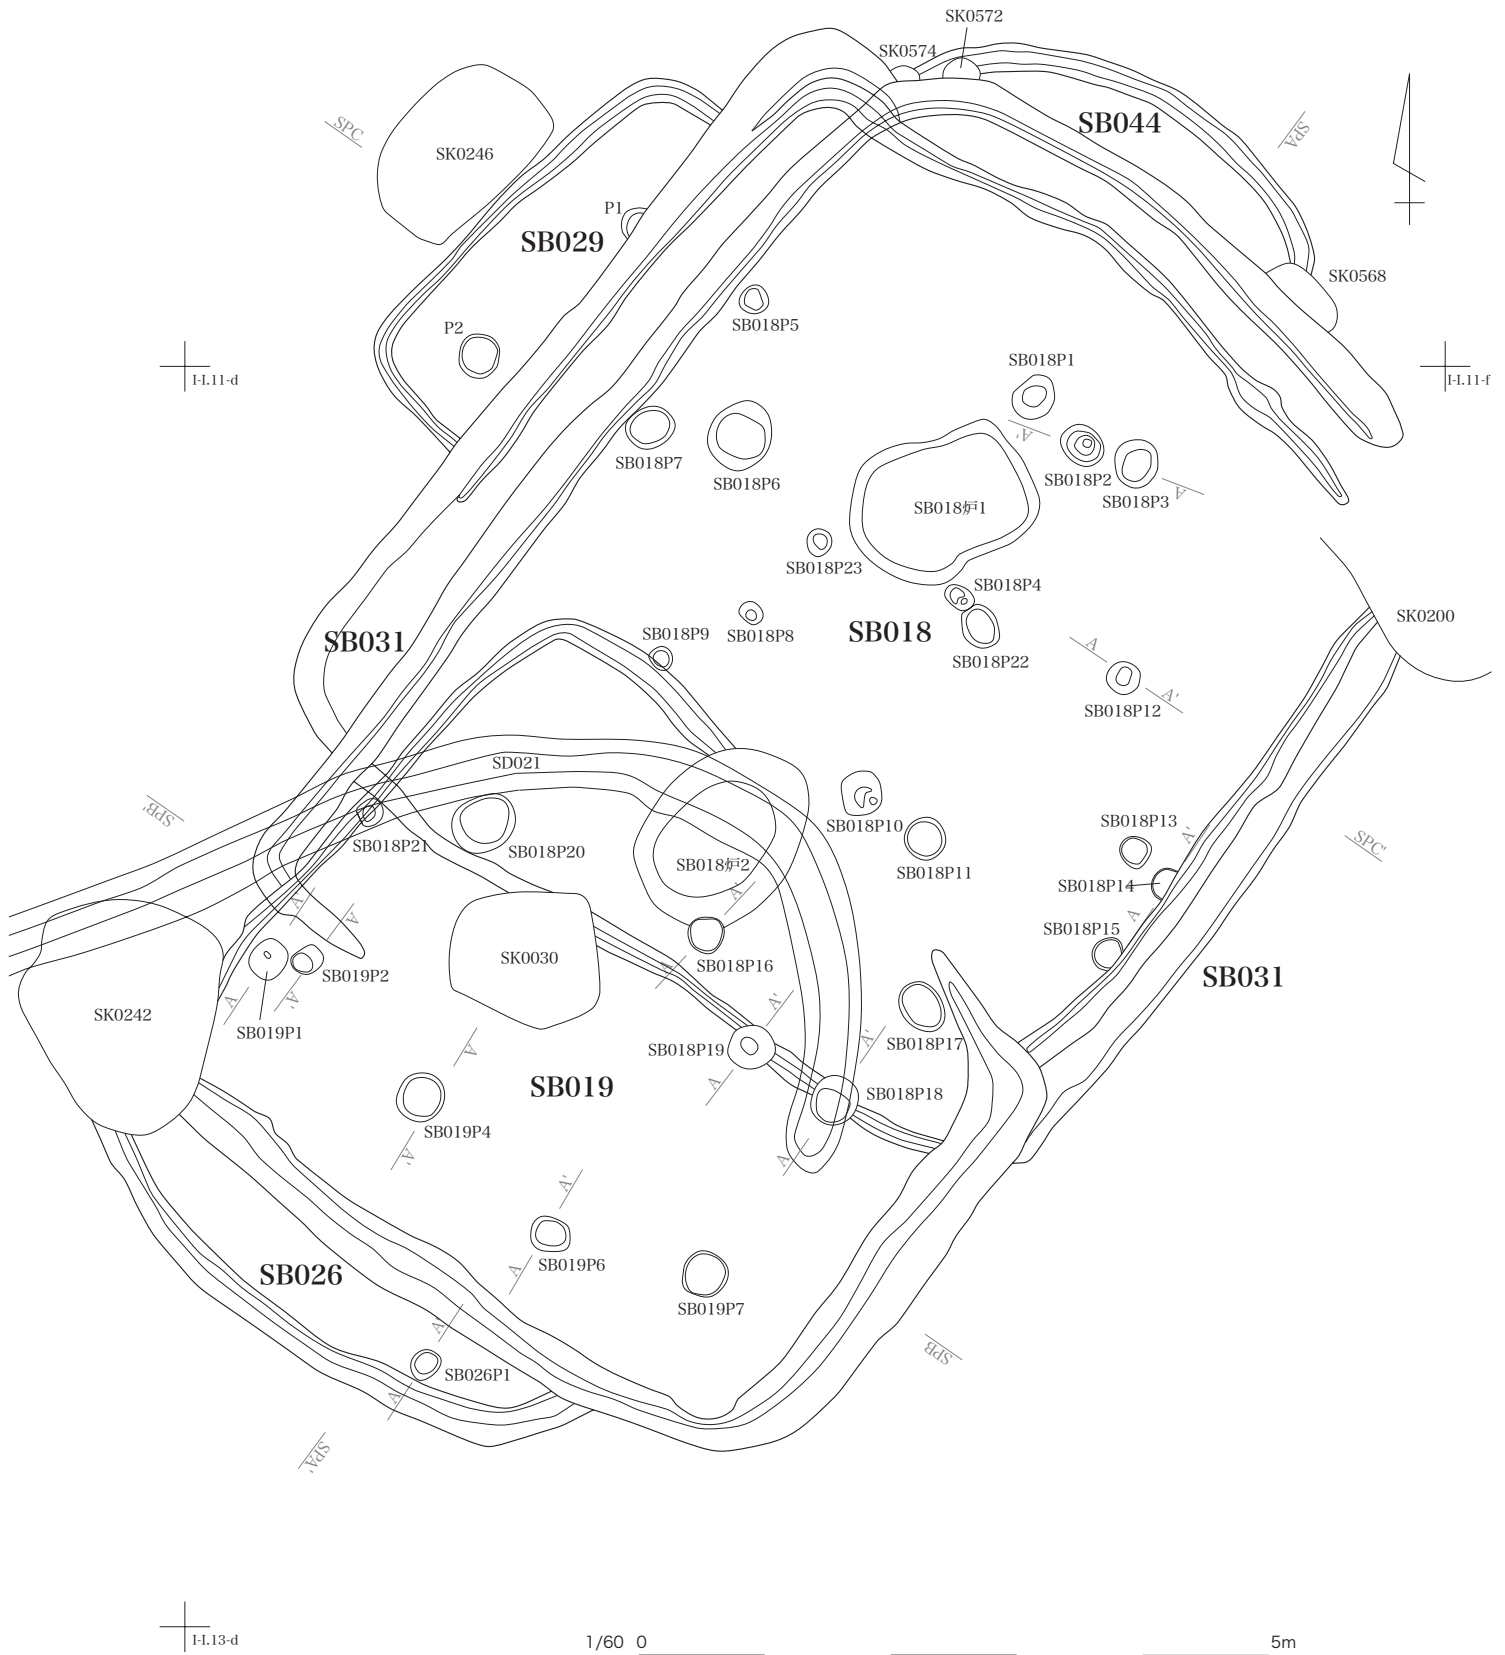 SK0572
SK0574
SB044
SPC
SPA
SK0246
P1
SB029
SK0568
SB018P5
P2
SB018P1
I-I.11-d
I-I.11-f
A'
SB018P7
SB018P6
SB018P2
SB018P3
A
SB018炉1
SB018P23
SB018P4
SK0200
SB031
SB018P9
SB018P8
SB018
SB018P22
A
A'
SB018P12
SD021
SPB'
SB018P10
SB018P13
A'
SPC'
SB018P21
SB018P20
SB018炉2
SB018P11
SB018P14
A'
A'
A
A
SB018P15
SK0030
A
SB018P16
SB031
SB019P2
SK0242
A
A'
A'
SB019P1
SB018P19
A'
SB018P17
A
SB019
A
SB018P18
SB019P4
A'
A
A'
SB019P6
A
SB026
SB019P7
A'
SPB
SB026P1
A
SPA'
I-I.13-d
1/60 0 5m